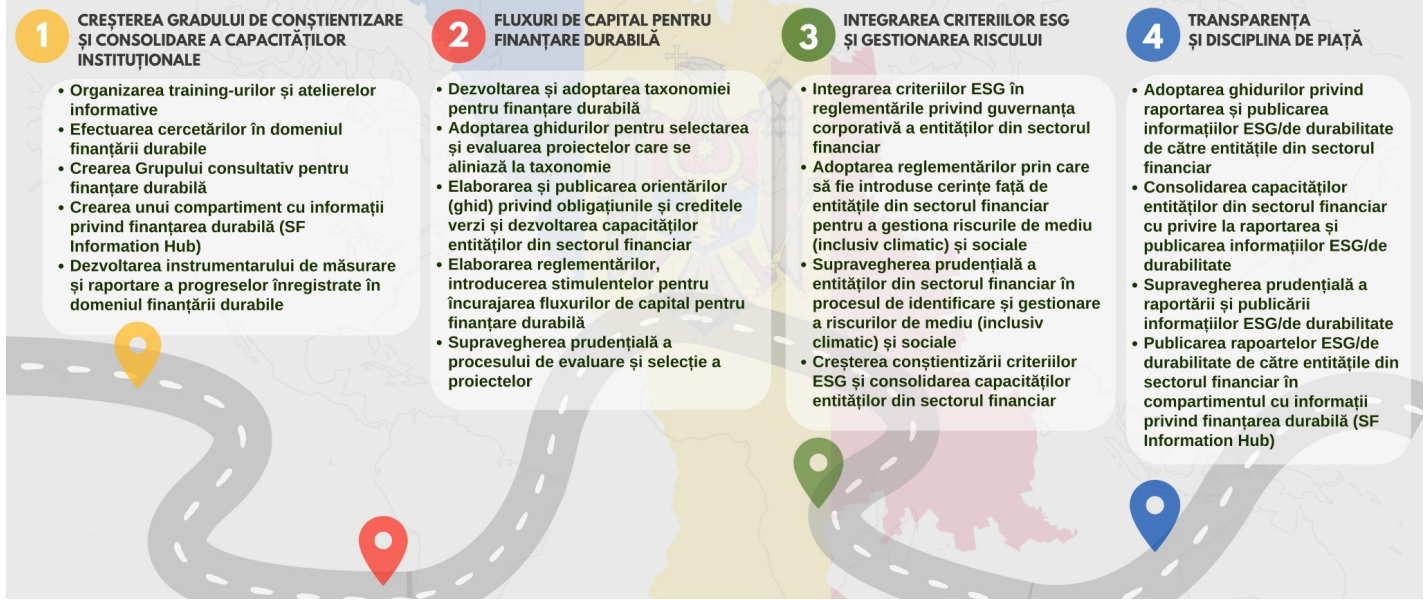 1
CREȘTEREA GRADULUI DE CONȘTIENTIZARE
ȘI CONSOLIDARE A CAPACITĂȚILOR
INSTITUȚIONALE
• Organizarea training-urilor și atelierelor
informative
• Efectuarea cercetărilor în domeniul
finanțării durabile
• Crearea Grupului consultativ pentru
finanțare durabilă
• Crearea unui compartiment cu informații
privind finanțarea durabilă (SF
Information Hub)
• Dezvoltarea instrumentarului de măsurare
și raportare a progreselor înregistrate în
domeniul finanțării durabile
2
FLUXURI DE CAPITAL PENTRU
FINANȚARE DURABILĂ
• Dezvoltarea și adoptarea taxonomiei
pentru finanțare durabilă
• Adoptarea ghidurilor pentru selectarea
și evaluarea proiectelor care se
aliniază la taxonomie
• Elaborarea și publicarea orientărilor
(ghid) privind obligațiunile și creditele
verzi și dezvoltarea capacităților
entităților din sectorul financiar
• Elaborarea reglementărilor,
introducerea stimulentelor pentru
încurajarea fluxurilor de capital pentru
finanțare durabilă
• Supravegherea prudențială a
procesului de evaluare și selecție a
proiectelor
3
INTEGRAREA CRITERIILOR ESG
ȘI GESTIONAREA RISCULUI
• Integrarea criteriilor ESG în
reglementările privind guvernanța
corporativă a entităților din sectorul
financiar
• Adoptarea reglementărilor prin care
să fie introduse cerințe față de
entitățile din sectorul financiar
pentru a gestiona riscurile de mediu
(inclusiv climatic) și sociale
• Supravegherea prudențială a
entităților din sectorul financiar în
procesul de identificare și gestionare
a riscurilor de mediu (inclusiv
climatic) și sociale
• Creșterea conștientizării criteriilor
ESG și consolidarea capacităților
entităților din sectorul financiar
4
TRANSPARENȚA
ȘI DISCIPLINA DE PIAȚĂ
• Adoptarea ghidurilor privind
raportarea și publicarea
informațiilor ESG/de durabilitate
de către entitățile din sectorul
financiar
• Consolidarea capacităților
entităților din sectorul financiar
cu privire la raportarea și
publicarea informațiilor ESG/de
durabilitate
• Supravegherea prudențială a
raportării și publicării
informațiilor ESG/de durabilitate
• Publicarea rapoartelor ESG/de
durabilitate de către entitățile din
sectorul financiar în
compartimentul cu informații
privind finanțarea durabilă (SF
Information Hub)